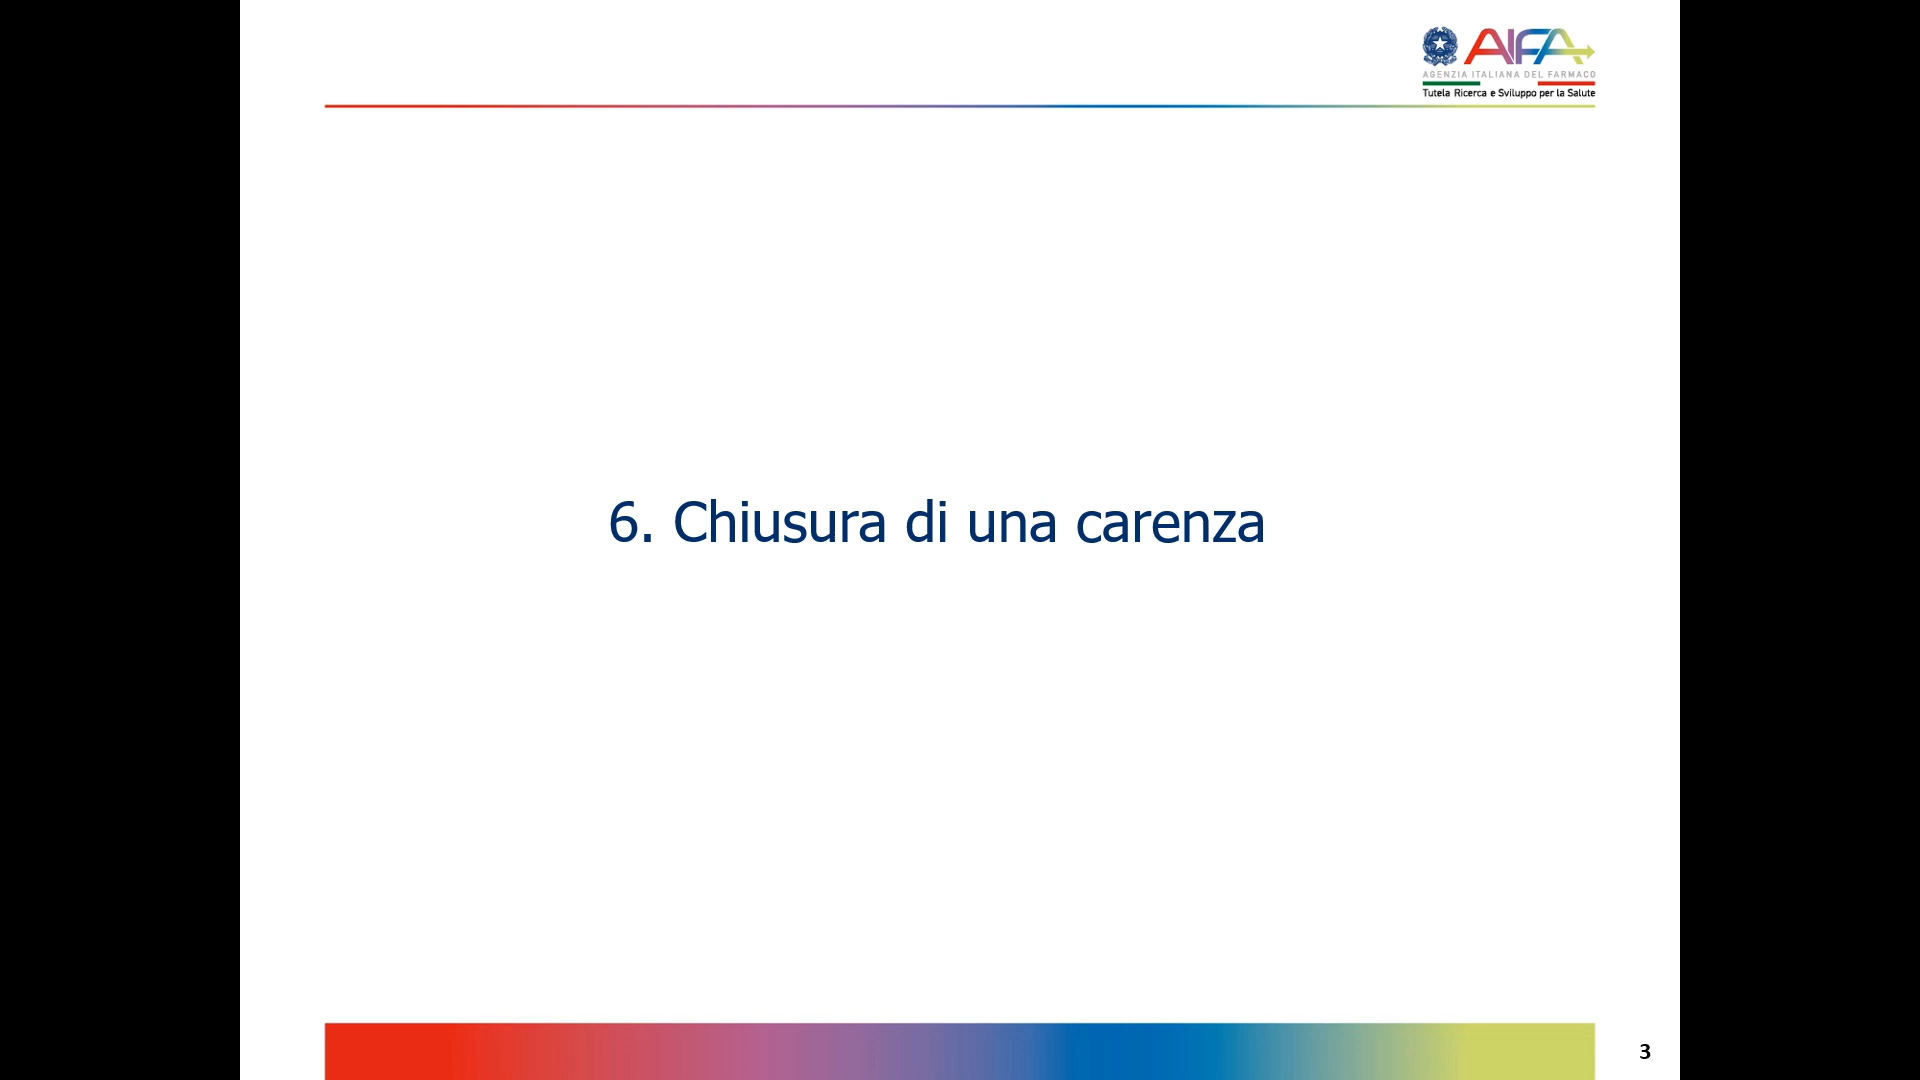 AIFA
AGENZIA ITALIANA DEL FARMACO
Tutela Ricerca e Sviluppo per la Salute
6. Chiusura di una carenza
3